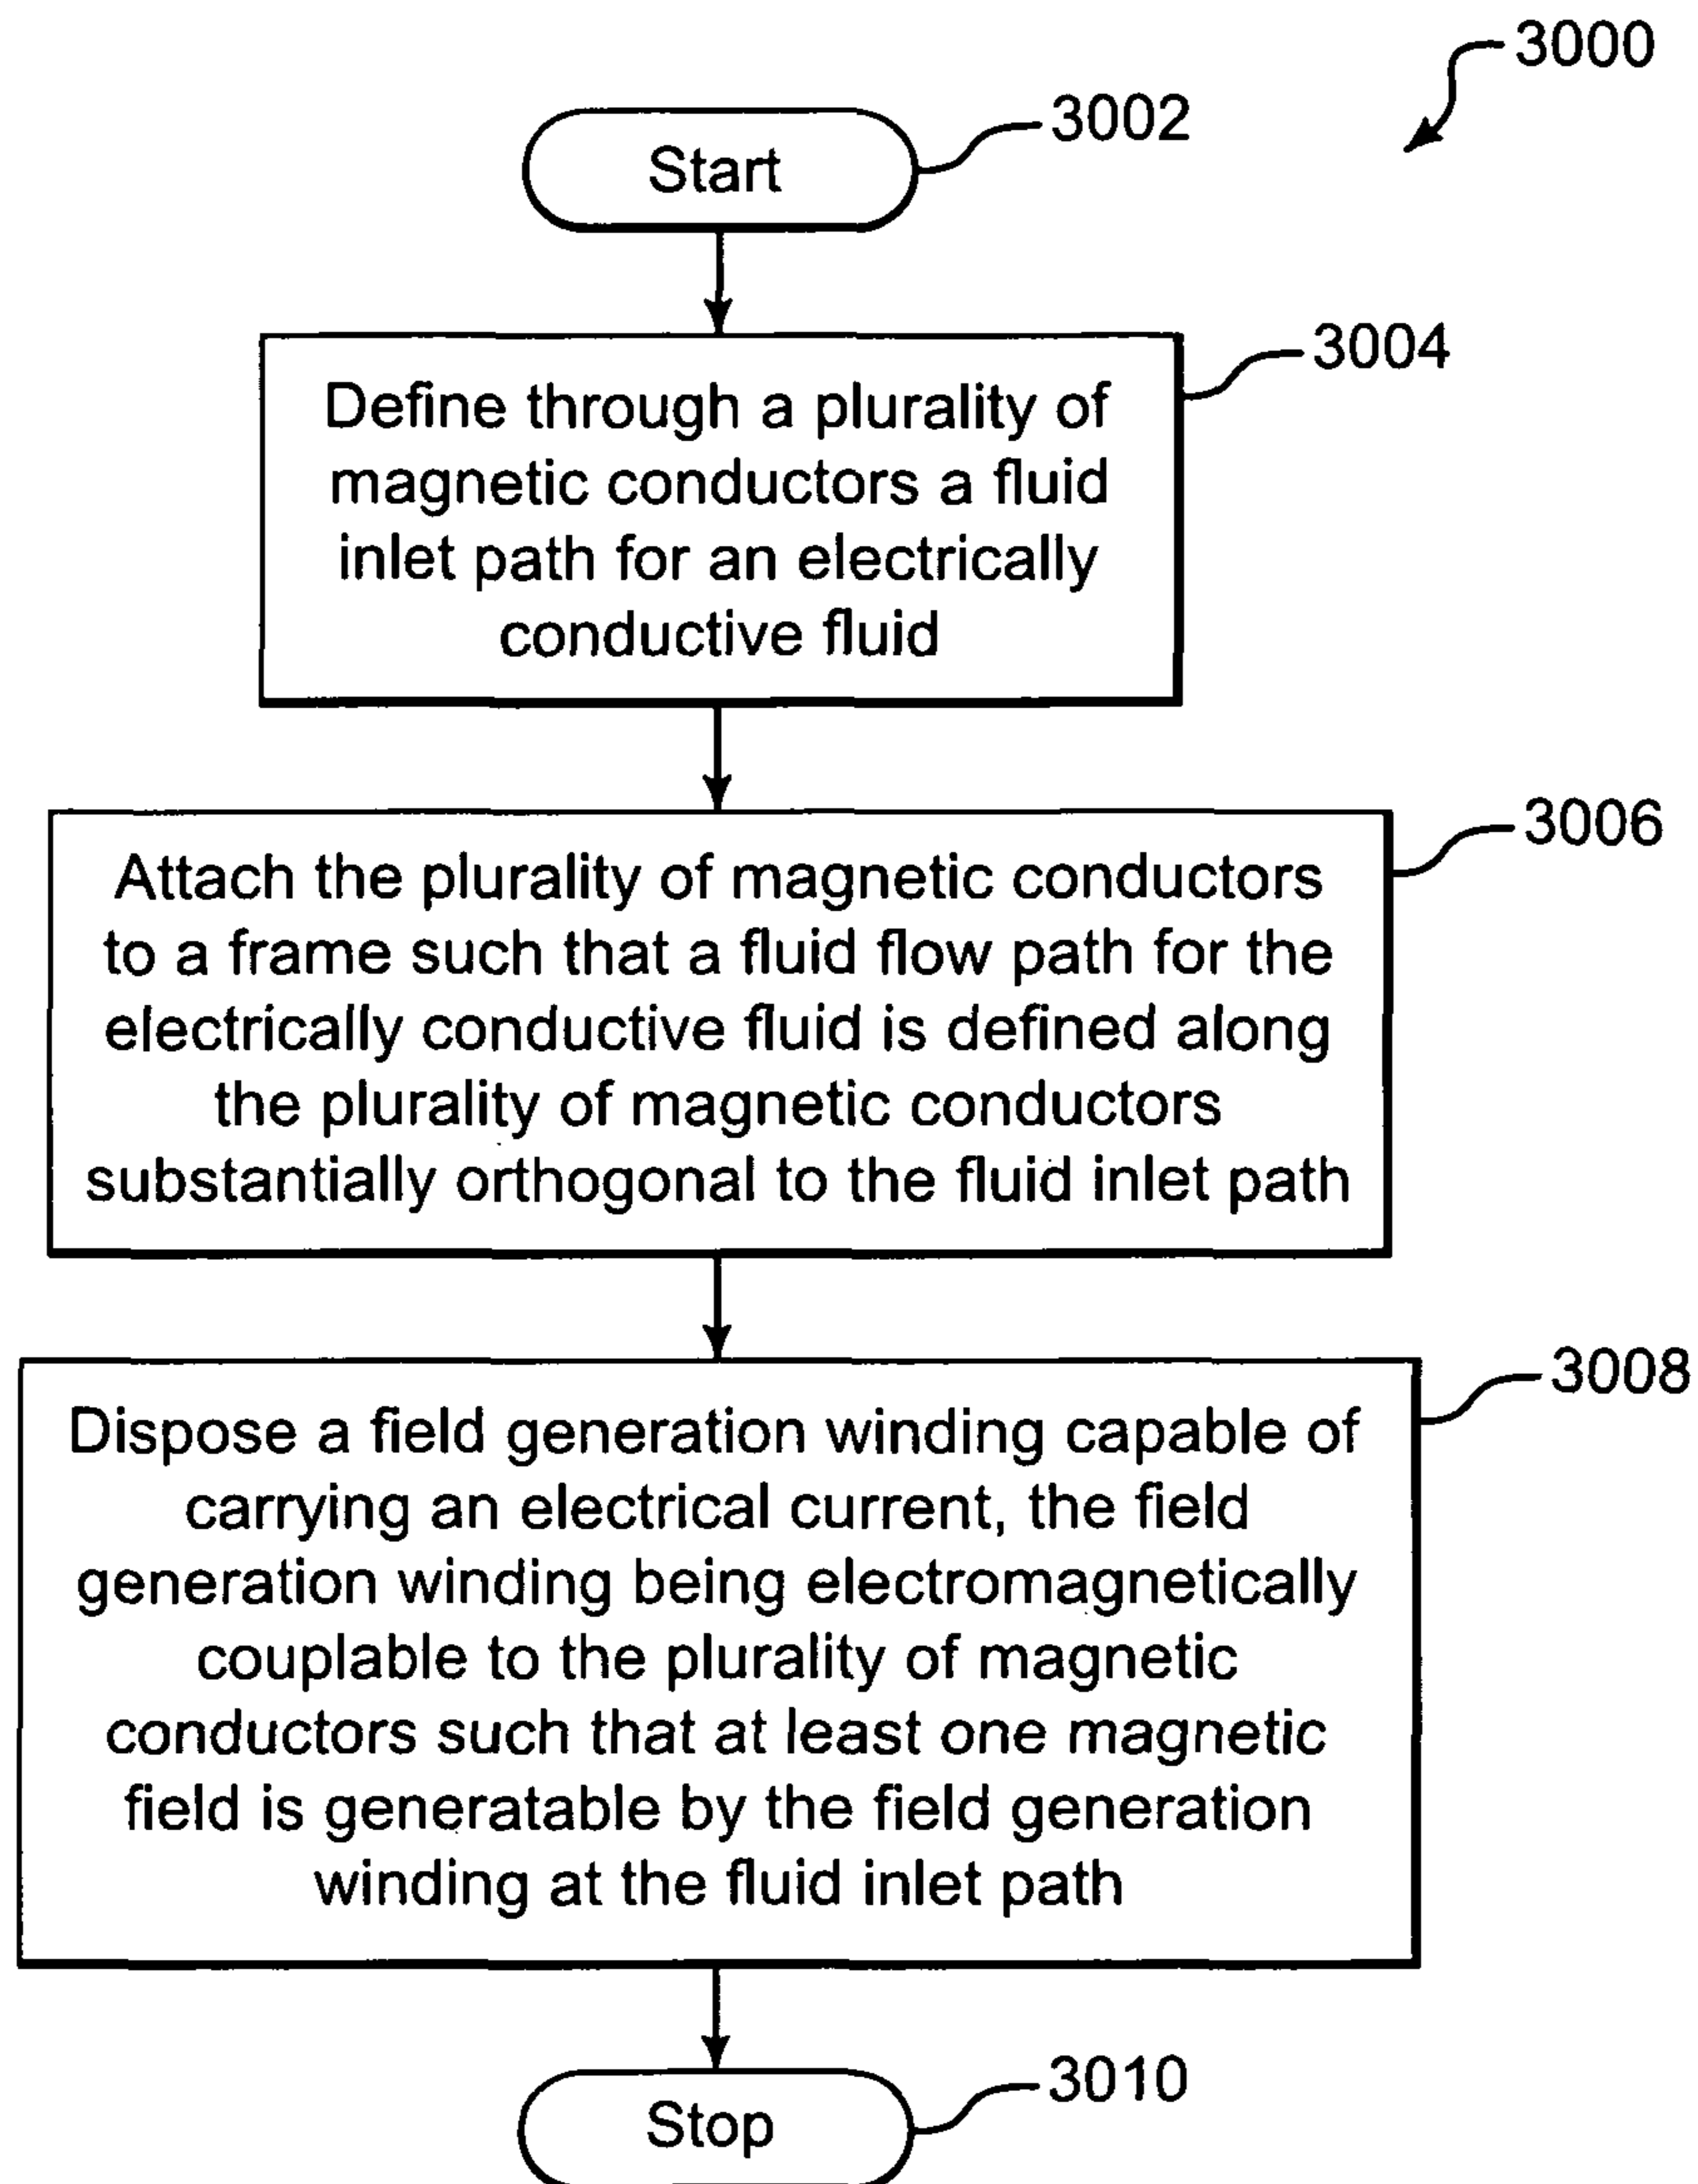 3000
3002
Start
3004
Define through a plurality of
magnetic conductors a fluid
inlet path for an electrically
conductive fluid
3006
Attach the plurality of magnetic conductors
to a frame such that a fluid flow path for the
electrically conductive fluid is defined along
the plurality of magnetic conductors
substantially orthogonal to the fluid inlet path
3008
Dispose a field generation winding capable of
carrying an electrical current, the field
generation winding being electromagnetically
couplable to the plurality of magnetic
conductors such that at least one magnetic
field is generatable by the field generation
winding at the fluid inlet path
3010
Stop